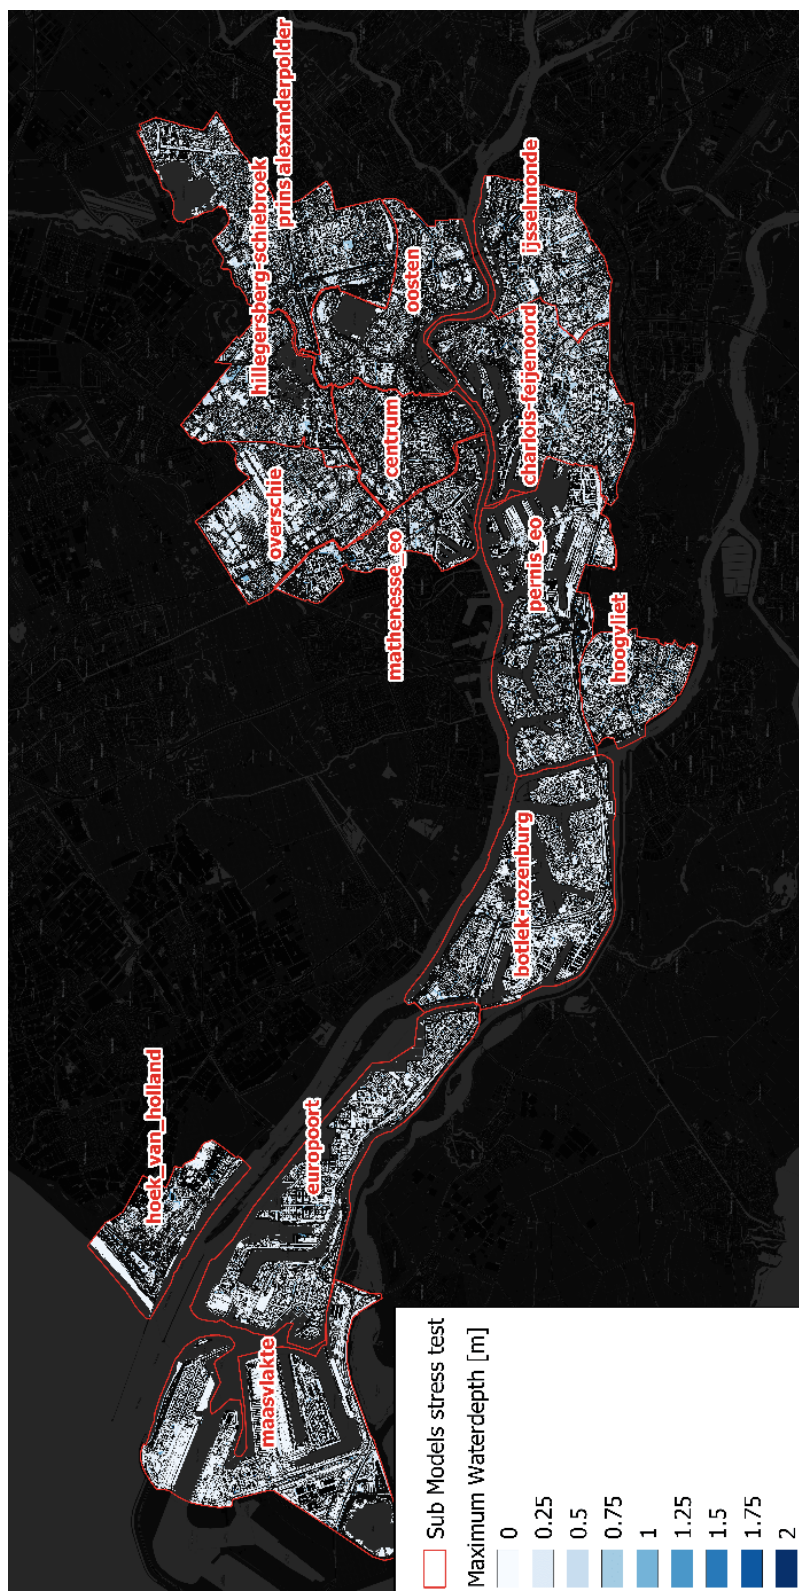 prins alexanderpolder
hillegersberg-schiebroek
ijsselmonde
oosten
overschie
centrum
charlois-feijenoord
mathenesse_eo
pernis_eo
hoogvliet
botlek-rozenburg
hoek_van_holland
europoort
maasvlakte
Sub Models stress test
Maximum Waterdepth [m]
0
0.25
0.5
0.75
1
1.25
1.5
1.75
2